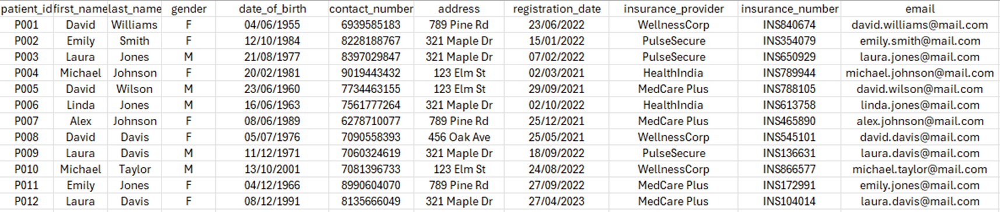 patient_id first_name last_name gender date_of_birth contact_number address registration_date insurance_provider insurance_number email
P001 David Williams F 04/06/1955 6939585183 789 Pine Rd 23/06/2022 WellnessCorp INS840674 david.williams@mail.com
P002 Emily Smith F 12/10/1984 8228188767 321 Maple Dr 15/01/2022 PulseSecure INS354079 emily.smith@mail.com
P003 Laura Jones M 21/08/1977 8397029847 321 Maple Dr 07/02/2022 PulseSecure INS650929 laura.jones@mail.com
P004 Michael Johnson F 20/02/1981 9019443432 123 Elm St 02/03/2021 HealthIndia INS789944 michael.johnson@mail.com
P005 David Wilson M 23/06/1960 7734463155 123 Elm St 29/09/2021 MedCare Plus INS788105 david.wilson@mail.com
P006 Linda Jones M 16/06/1963 7561777264 321 Maple Dr 02/10/2022 HealthIndia INS613758 linda.jones@mail.com
P007 Alex Johnson F 08/06/1989 6278710077 789 Pine Rd 25/12/2021 MedCare Plus INS465890 alex.johnson@mail.com
P008 David Davis F 05/07/1976 7090558393 456 Oak Ave 25/05/2021 WellnessCorp INS545101 david.davis@mail.com
P009 Laura Davis M 11/12/1971 7060324619 321 Maple Dr 18/09/2022 PulseSecure INS136631 laura.davis@mail.com
P010 Michael Taylor M 13/10/2001 7081396733 123 Elm St 24/08/2022 WellnessCorp INS866577 michael.taylor@mail.com
P011 Emily Jones F 04/12/1966 8990604070 789 Pine Rd 27/09/2022 MedCare Plus INS172991 emily.jones@mail.com
P012 Laura Davis F 08/12/1991 8135666049 321 Maple Dr 27/04/2023 MedCare Plus INS104014 laura.davis@mail.com